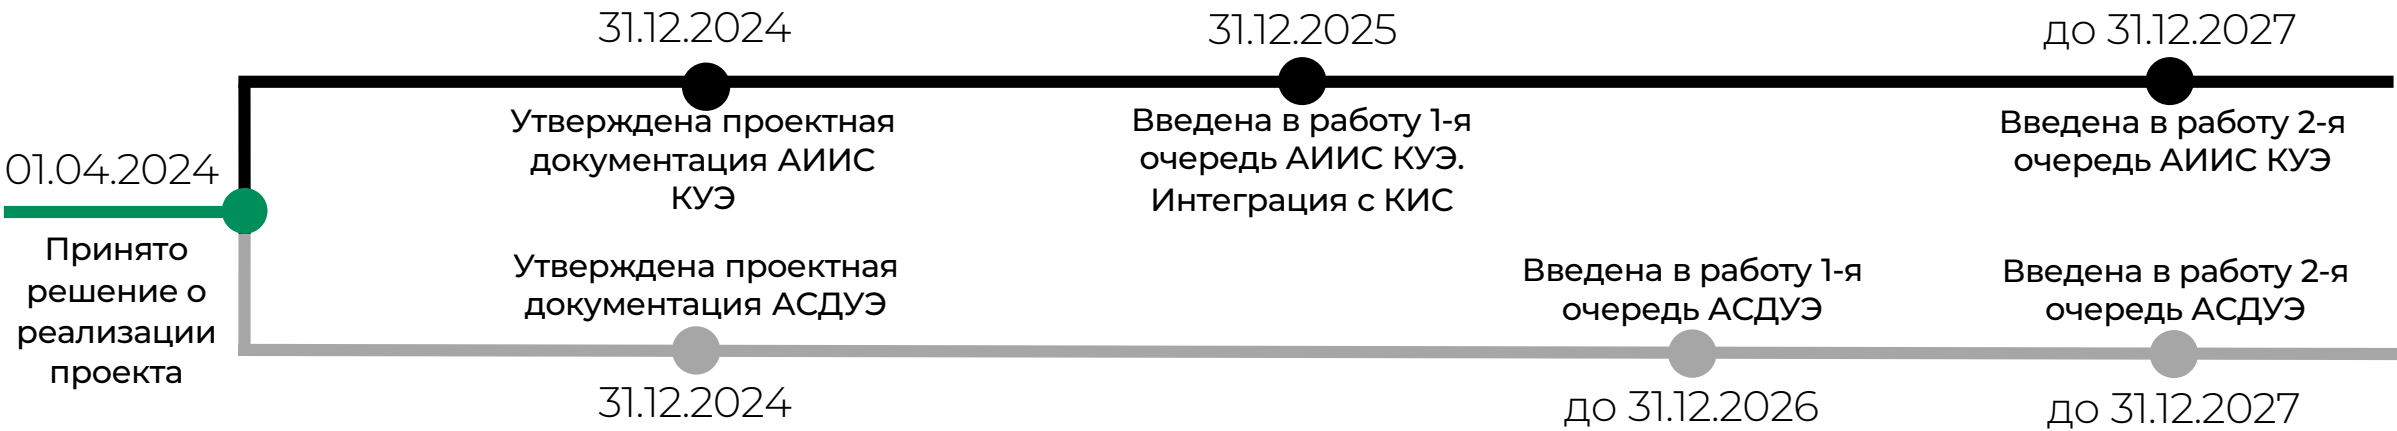 01.04.2024
Принято
решение о
реализации
проекта
31.12.2024
Утверждена проектная
документация АИИС
КУЭ
31.12.2025
Введена в работу 1-я
очередь АИИС КУЭ.
Интеграция с КИС
до 31.12.2027
Введена в работу 2-я
очередь АИИС КУЭ
Утверждена проектная
документация АСДУЭ
31.12.2024
Введена в работу 1-я
очередь АСДУЭ
до 31.12.2026
Введена в работу 2-я
очередь АСДУЭ
до 31.12.2027